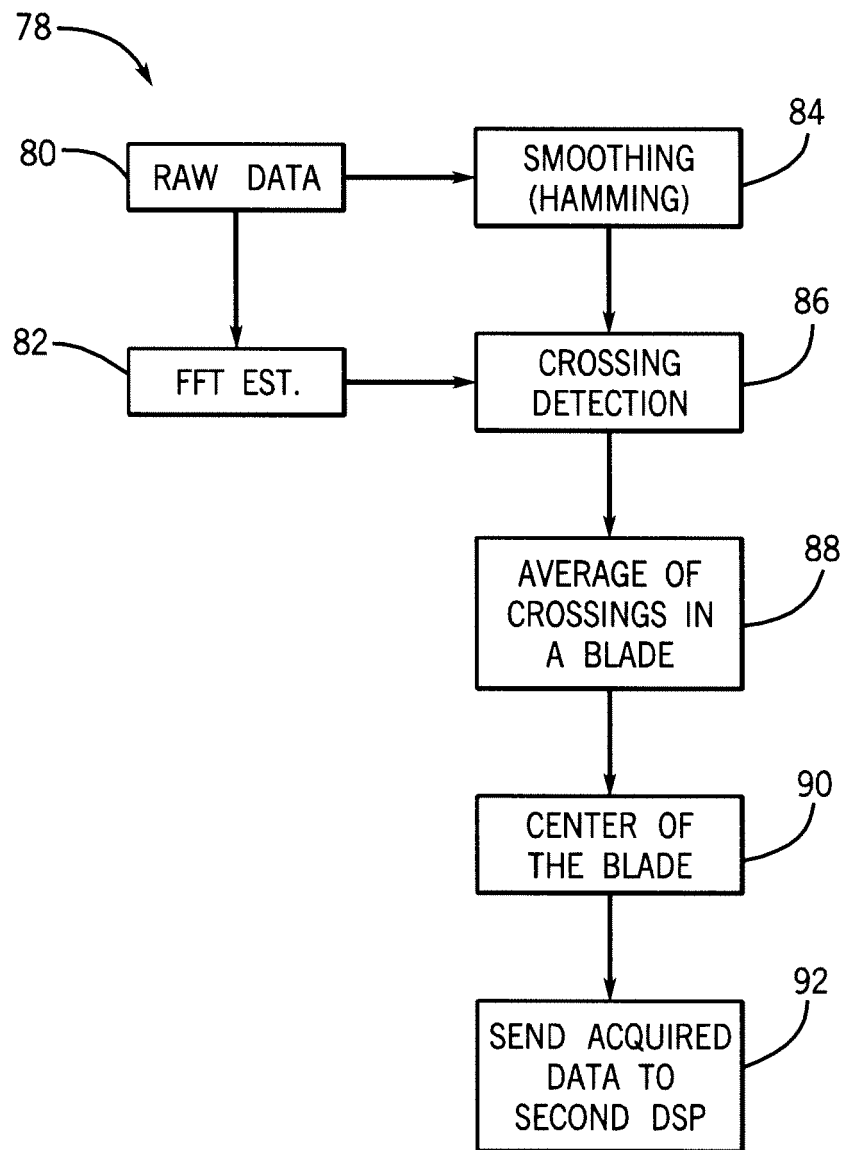 78
80
RAW DATA
84
SMOOTHING
(HAMMING)
82
FFT EST.
86
CROSSING
DETECTION
88
AVERAGE OF
CROSSINGS IN
A BLADE
90
CENTER OF
THE BLADE
92
SEND ACQUIRED
DATA TO
SECOND DSP